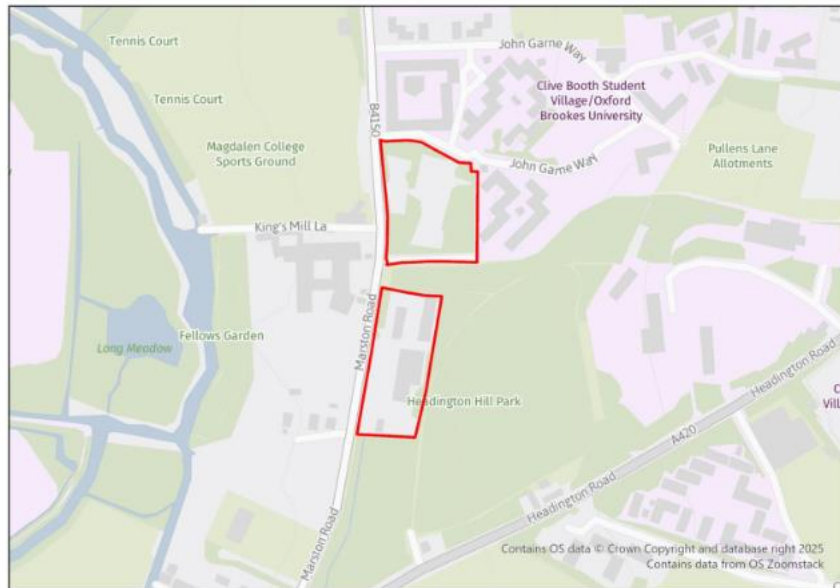 Tennis Court
John Garne Way
Clive Booth Student
Village/Oxford
Brookes University
Tennis Court
B4150
Magdalen College
Sports Ground
Pullens Lane
Allotments
John Garne Way
King's Mill La
Marston Road
Fellows Garden
Long Meadow
Headington Road
Headington Hill Park
A420
Headington Road
Marston Road
Contains OS data © Crown Copyright and database right 2025
Contains data from OS Zoomstack